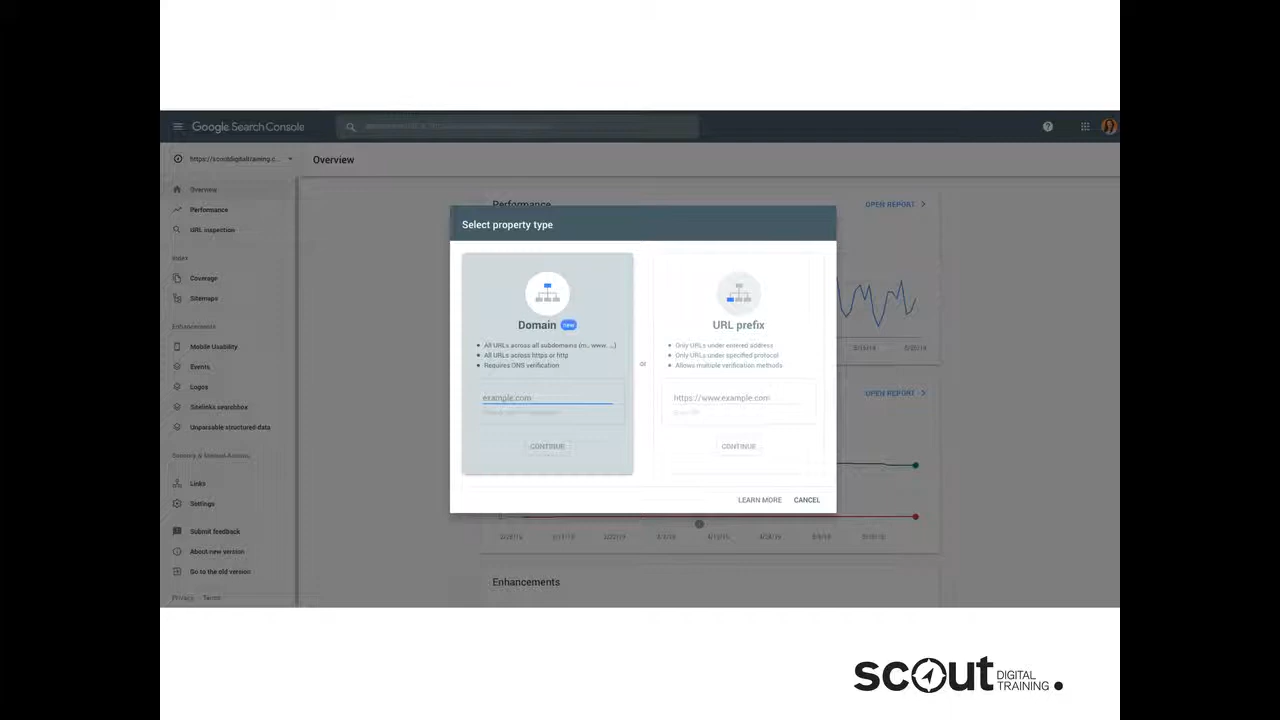 Google Search Console
https://scoutdigitaltraining.c...
Overview
Overview
Performance
URL inspection
Index
Coverage
Sitemaps
Enhancements
Mobile Usability
Events
Logos
Sitelinks searchbox
Unparsable structured data
Security & Manual Actions
Links
Settings
Submit feedback
About new version
Go to the old version
Privacy Terms
Performance
OPEN REPORT
Select property type
Domain new
All URLs across all subdomains (m., www. ...)
All URLs across https or http
Requires DNS verification
example.com
CONTINUE
or
URL prefix
Only URLs under entered address
Only URLs under specified protocol
Allows multiple verification methods
https://www.example.com
CONTINUE
LEARN MORE CANCEL
OPEN REPORT
Enhancements
scout DIGITAL
TRAINING